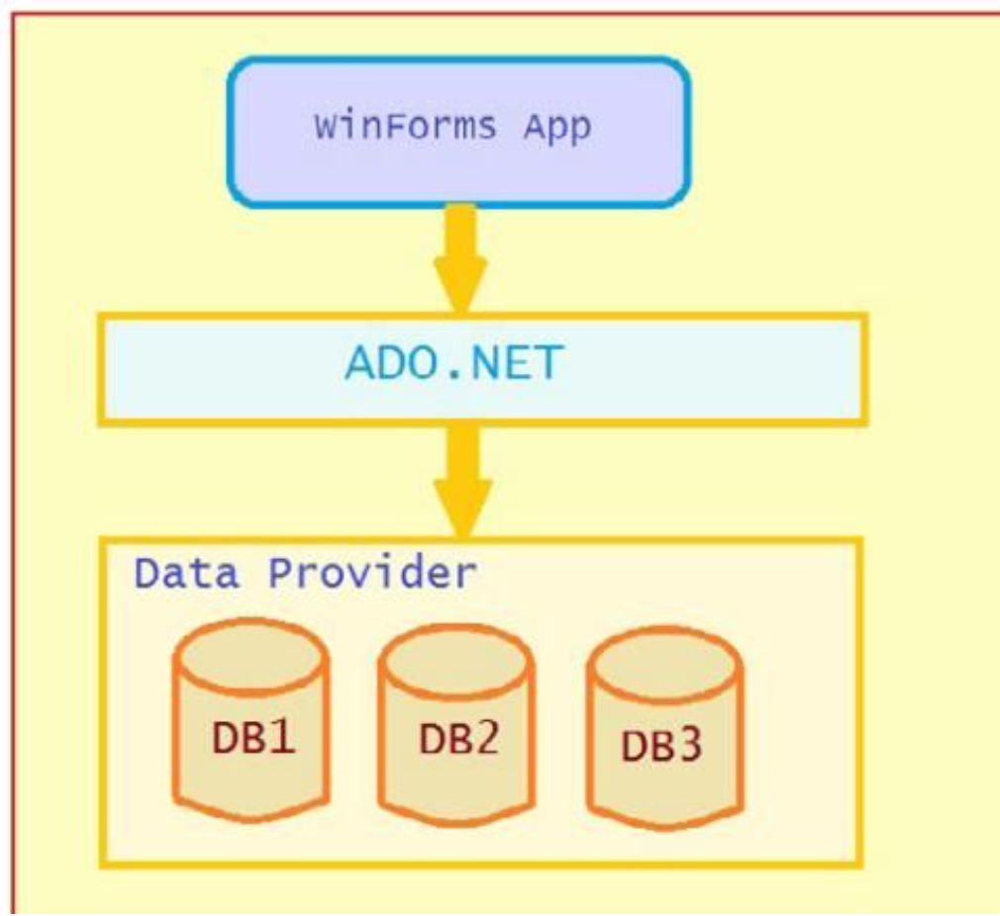 WinForms App
ADO.NET
Data Provider
DB1
DB2
DB3